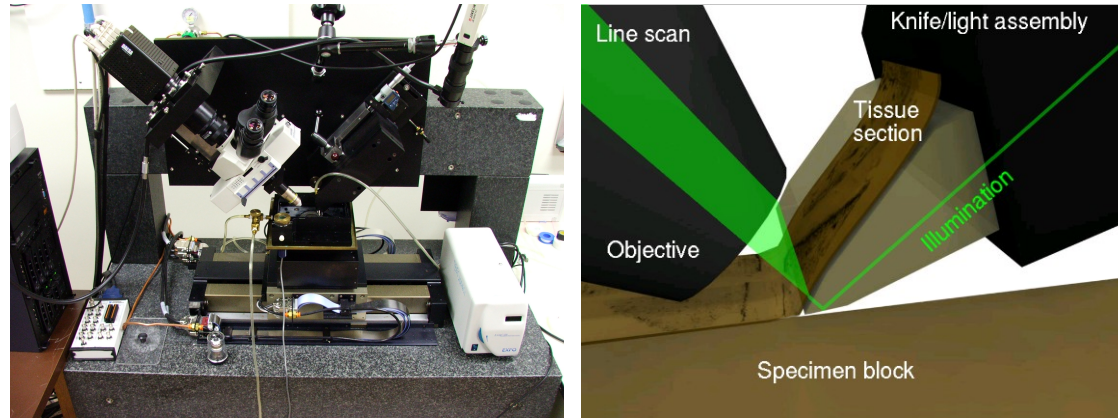 Line scan
Knife/light assembly
Tissue
section
Illumination
Objective
Specimen block